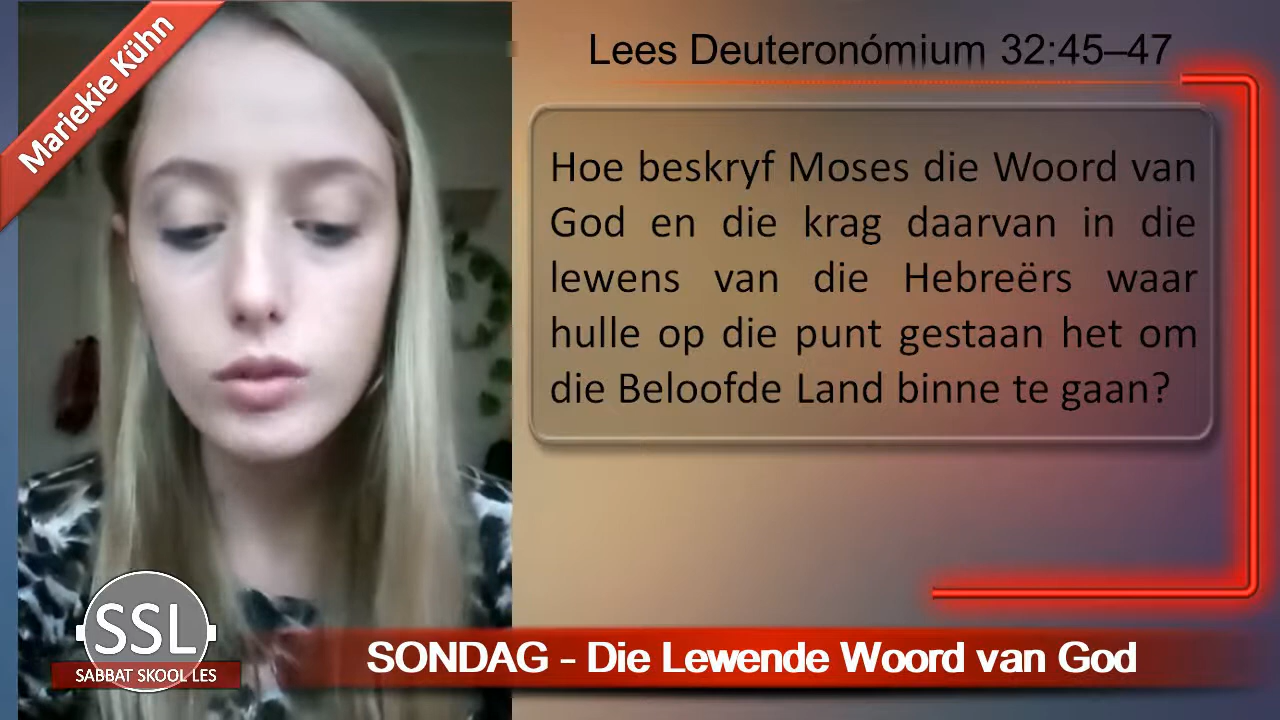 Mariekie Kühn
Lees Deuteronómium 32:45–47
Hoe beskryf Moses die Woord van
God en die krag daarvan in die
lewens van die Hebreërs waar
hulle op die punt gestaan het om
die Beloofde Land binne te gaan?
SSL
SABBAT SKOOL LES
SONDAG - Die Lewende Woord van God